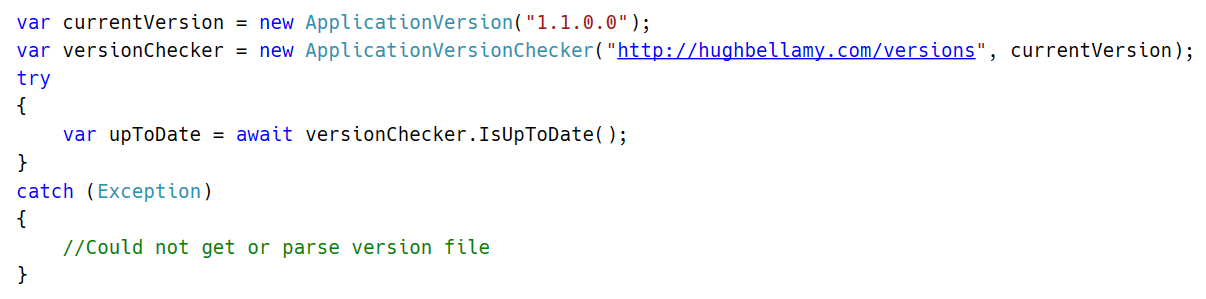 var currentVersion = new ApplicationVersion("1.1.0.0");
var versionChecker = new ApplicationVersionChecker("http://hughbellamy.com/versions", currentVersion);
try
{
    var upToDate = await versionChecker.IsUpToDate();
}
catch (Exception)
{
    //Could not get or parse version file
}